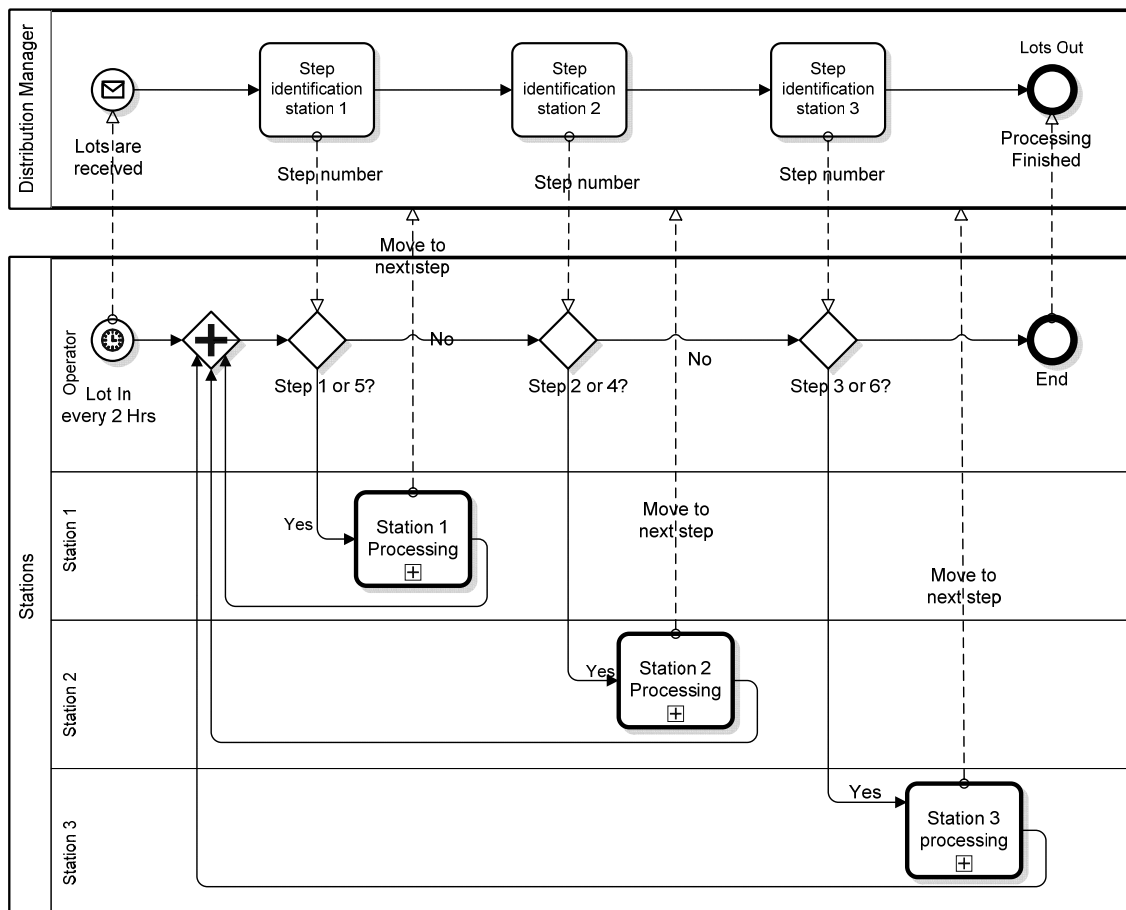 Distribution Manager
Lots are
received
Step
identification
station 1
Step
identification
station 2
Step
identification
station 3
Lots Out
Processing
Finished
Step number
Step number
Step number
Move to
next step
Stations
Operator
Lot In
every 2 Hrs
Step 1 or 5?
No
Step 2 or 4?
No
Step 3 or 6?
End
Station 1
Yes
Station 1
Processing
Move to
next step
Station 2
Yes
Station 2
Processing
Move to
next step
Station 3
Yes
Station 3
processing